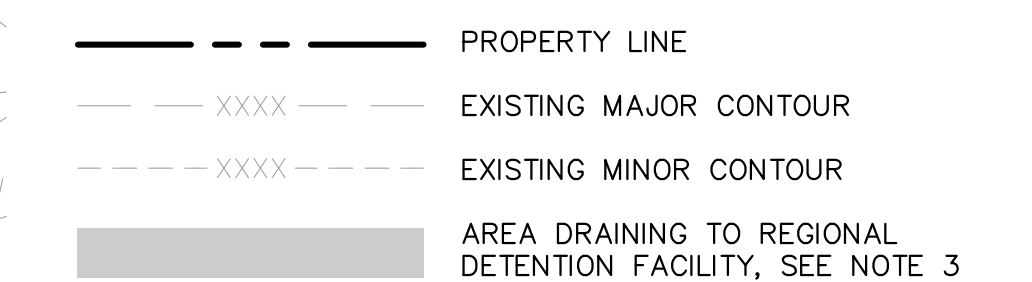 PROPERTY LINE
XXXX EXISTING MAJOR CONTOUR
XXXX EXISTING MINOR CONTOUR
AREA DRAINING TO REGIONAL
DETENTION FACILITY, SEE NOTE 3